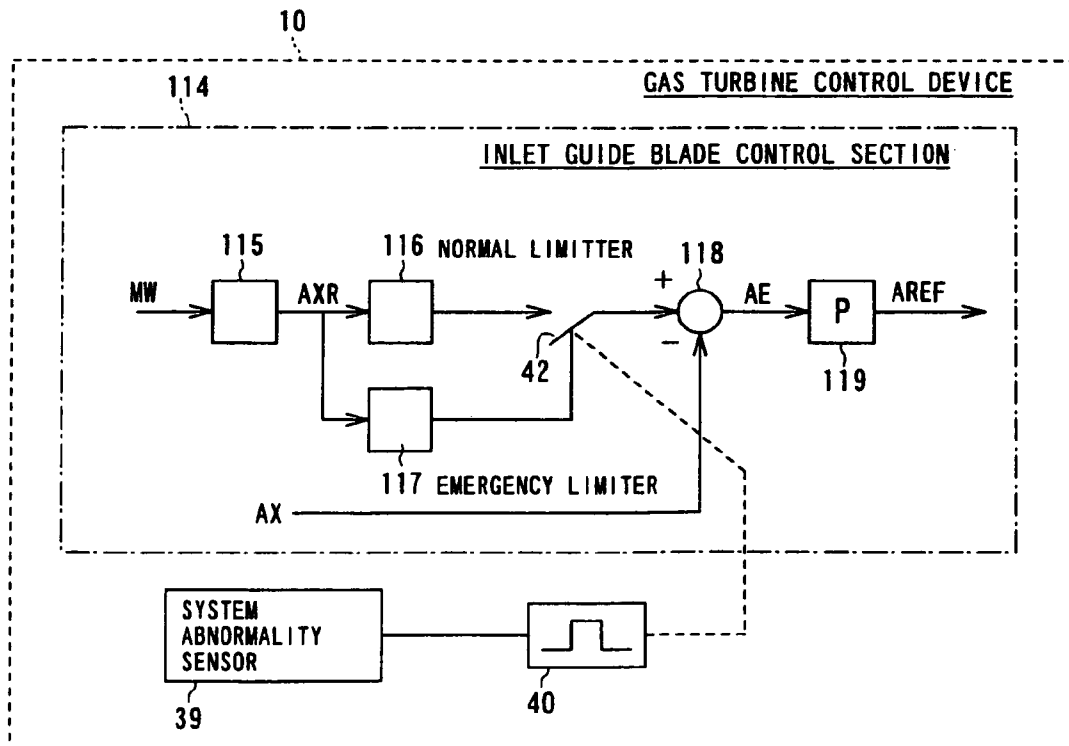 10
GAS TURBINE CONTROL DEVICE
114
INLET GUIDE BLADE CONTROL SECTION
115
116 NORMAL LIMITTER
118
MW
AXR
+
AE
AREF
P
−
42
119
117 EMERGENCY LIMITER
AX
SYSTEM
ABNORMALITY
SENSOR
39
40